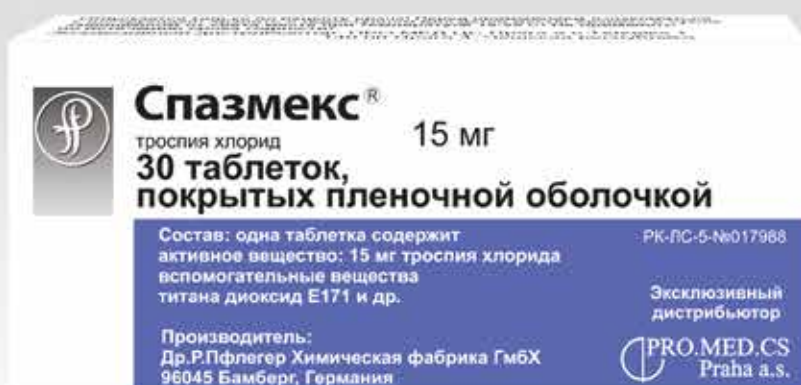 Спазмекс®
троспия хлорид
15 мг
30 таблеток,
покрытых пленочной оболочкой
Состав: одна таблетка содержит
активное вещество: 15 мг троспия хлорида
вспомогательные вещества
титана диоксид Е171 и др.
Производитель:
Др.Р.Пфлегер Химическая фабрика ГмбХ
96045 Бамберг, Германия
РК-ЛС-5-№017988
Эксклюзивный
дистрибьютор
PRO.MED.CS
Praha a.s.